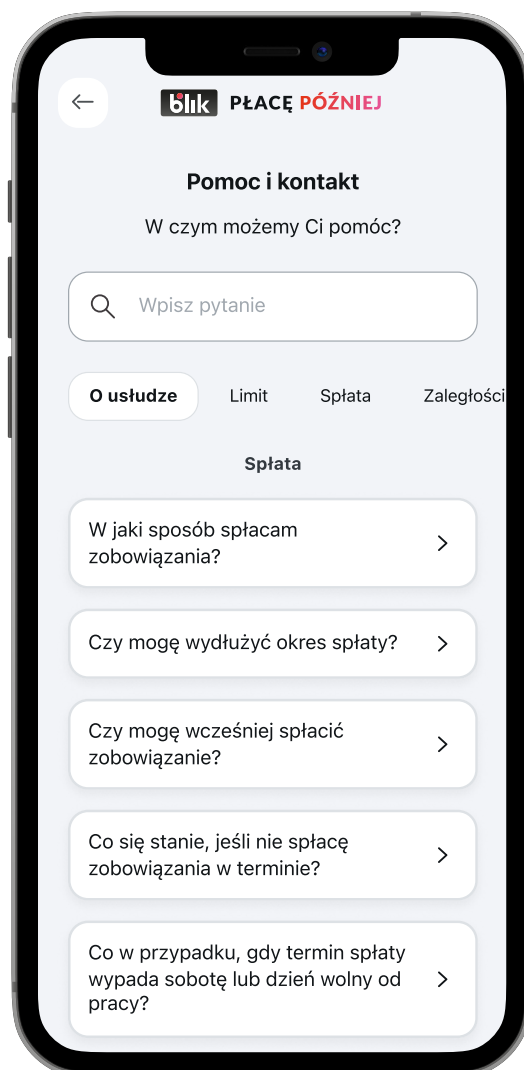 blik PŁACĘ PÓŹNIEJ
Pomoc i kontakt
W czym możemy Ci pomóc?
Wpisz pytanie
O usłudze Limit Spłata Zaległości
Spłata
W jaki sposób spłacam
zobowiązania?
Czy mogę wydłużyć okres spłaty?
Czy mogę wcześniej spłacić
zobowiązanie?
Co się stanie, jeśli nie spłacę
zobowiązania w terminie?
Co w przypadku, gdy termin spłaty
wypada sobotę lub dzień wolny od
pracy?